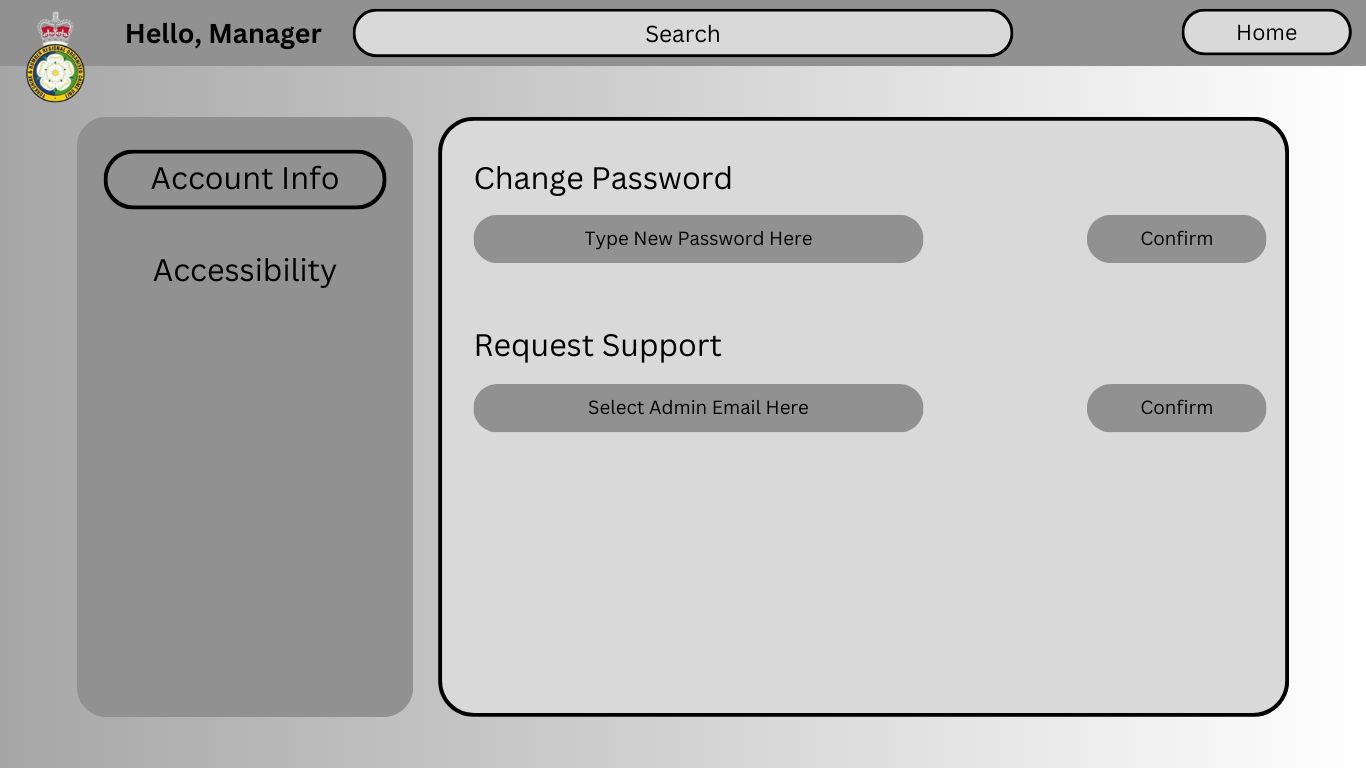 Hello, Manager
Search
Home
Account Info
Accessibility
Change Password
Type New Password Here
Confirm
Request Support
Select Admin Email Here
Confirm